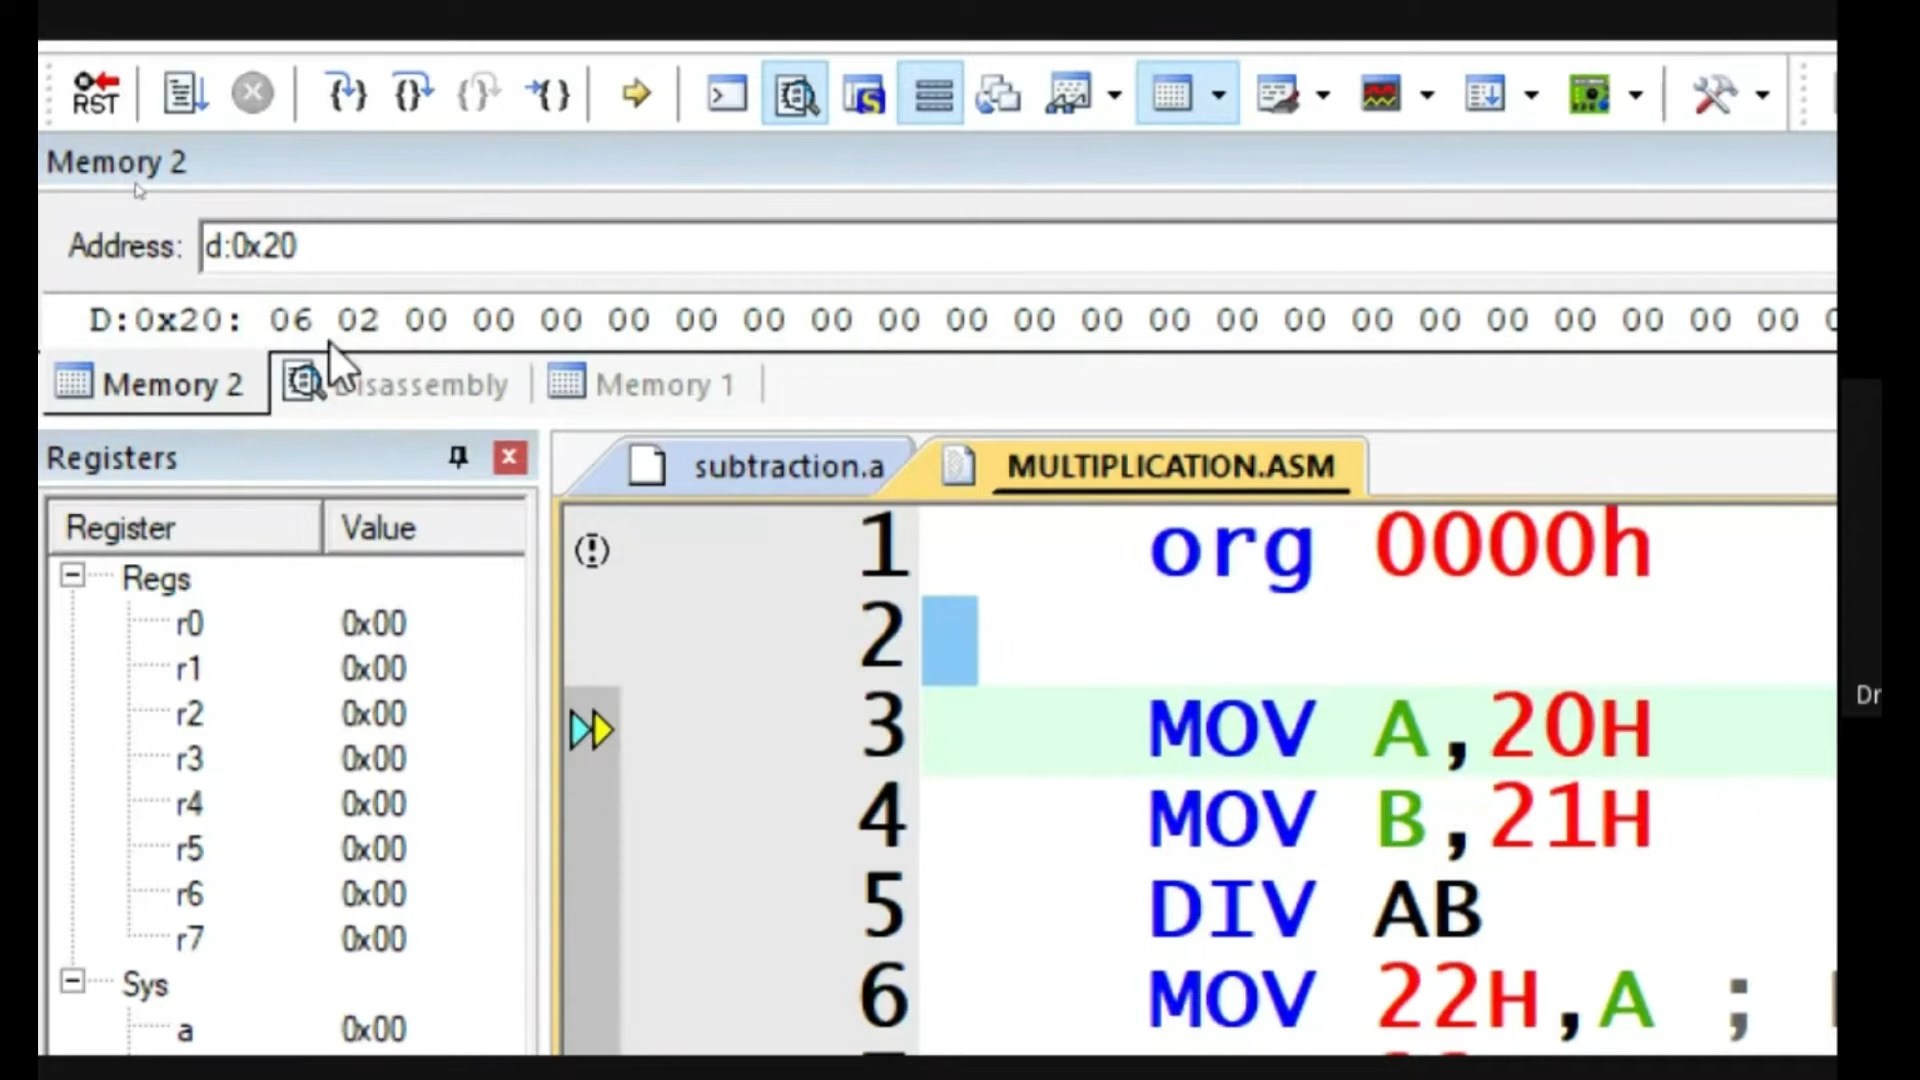 RST
Memory 2
Address: d:0x20
D:0x20: 06 02 00 00 00 00 00 00 00 00 00 00 00 00 00 00 00 00 00 00 00 00 00
Memory 2 Disassembly Memory 1
Registers
subtraction.a MULTIPLICATION.ASM
Register Value
Regs
r0 0x00
r1 0x00
r2 0x00
r3 0x00
r4 0x00
r5 0x00
r6 0x00
r7 0x00
Sys
a 0x00
1 org 0000h
2
3 MOV A,20H
4 MOV B,21H
5 DIV AB
6 MOV 22H,A ;
Dr